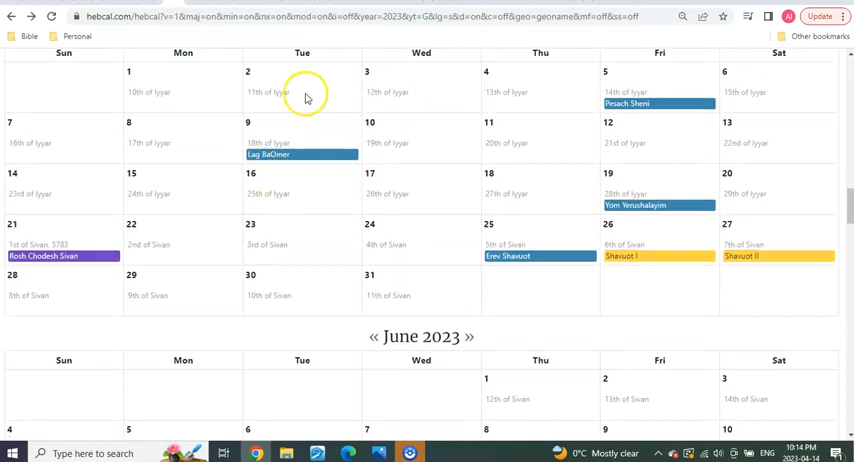 hebcal.com/hebcal?v=1&maj=on&min=on&nx=on&mod=on&i=off&year=2023&yt=G&lg=s&d=on&c=off&geo=geoname&mf=off&ss=off
AI
Update
Bible Personal Other bookmarks
Sun Mon Tue Wed Thu Fri Sat
1 2 3 4 5 6
10th of Iyyar 11th of Iyyar 12th of Iyyar 13th of Iyyar 14th of Iyyar 15th of Iyyar
Pesach Sheni
7 8 9 10 11 12 13
16th of Iyyar 17th of Iyyar 18th of Iyyar 19th of Iyyar 20th of Iyyar 21st of Iyyar 22nd of Iyyar
Lag BaOmer
14 15 16 17 18 19 20
23rd of Iyyar 24th of Iyyar 25th of Iyyar 26th of Iyyar 27th of Iyyar 28th of Iyyar 29th of Iyyar
Yom Yerushalayim
21 22 23 24 25 26 27
1st of Sivan, 5783 2nd of Sivan 3rd of Sivan 4th of Sivan 5th of Sivan 6th of Sivan 7th of Sivan
Rosh Chodesh Sivan Erev Shavuot Shavuot I Shavuot II
28 29 30 31
8th of Sivan 9th of Sivan 10th of Sivan 11th of Sivan
« June 2023 »
Sun Mon Tue Wed Thu Fri Sat
1 2 3
12th of Sivan 13th of Sivan 14th of Sivan
4 5 6 7 8 9 10
Type here to search
0°C Mostly clear
ENG
10:14 PM
2023-04-14